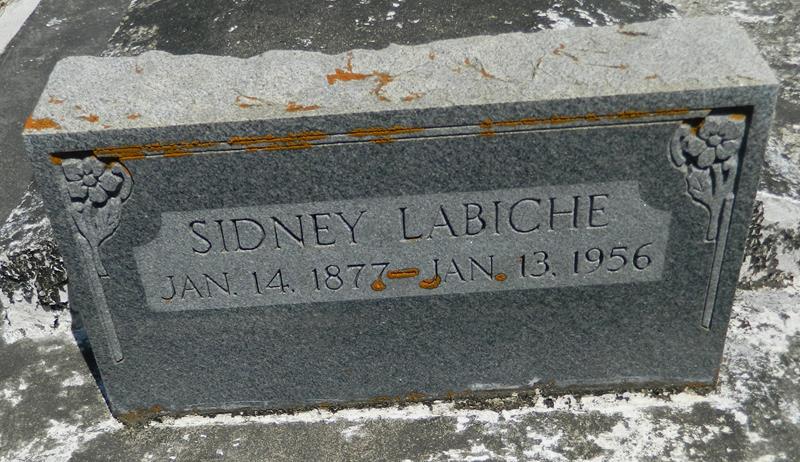 SIDNEY LABICHE
JAN. 14, 1877 – JAN. 13, 1956